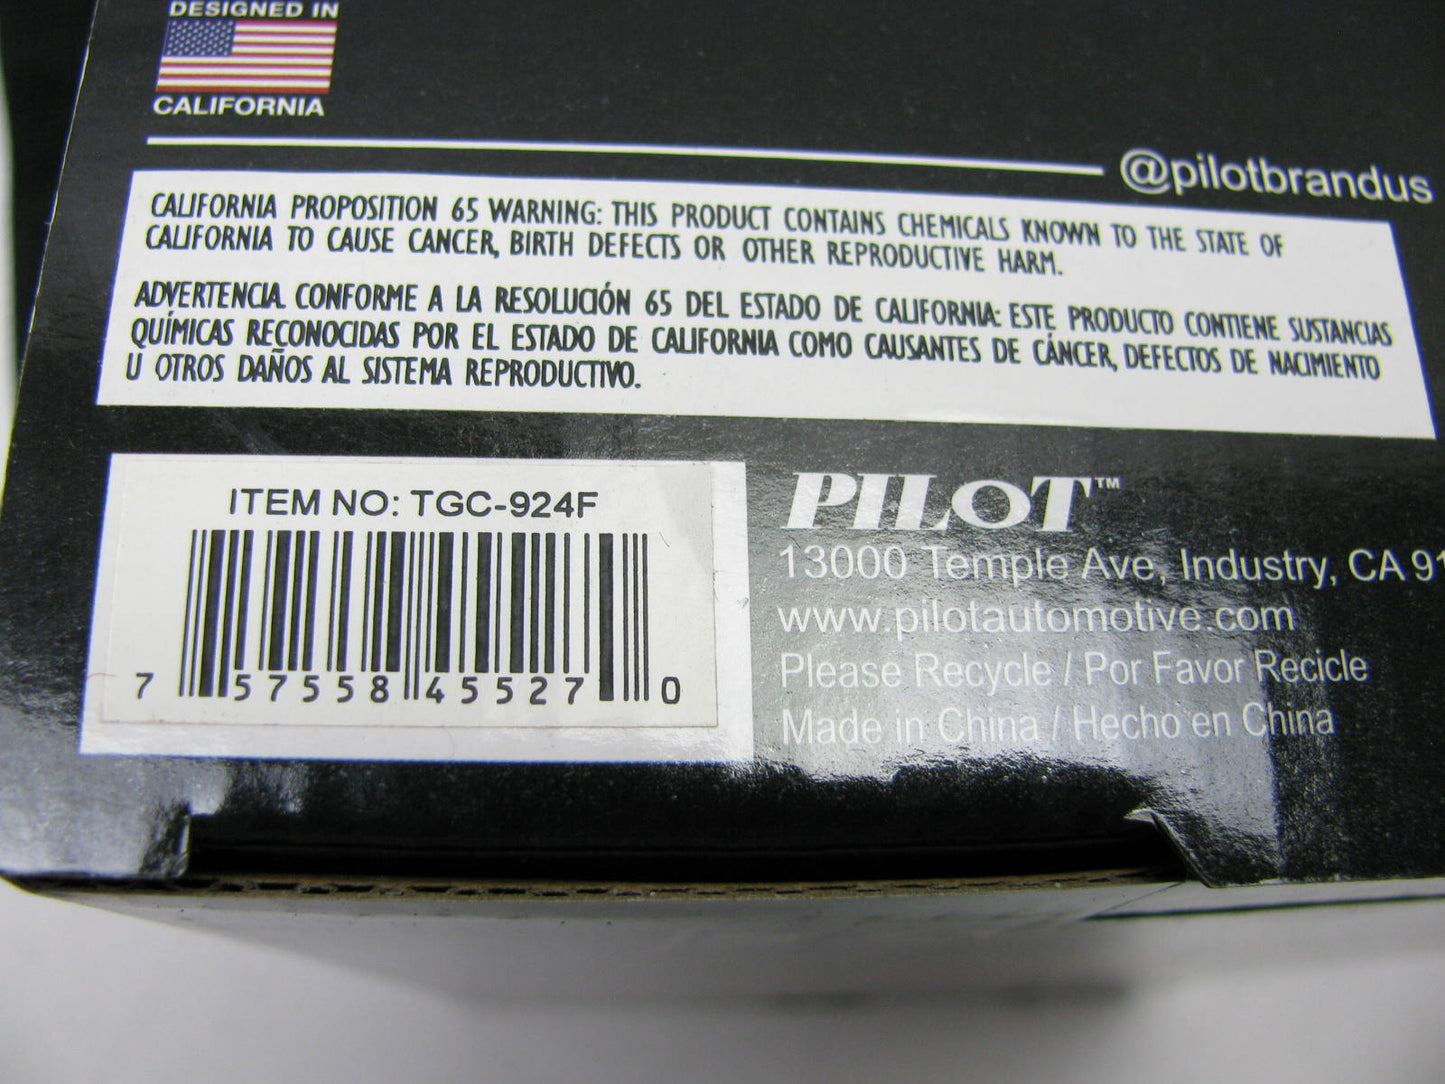 DESIGNED IN
CALIFORNIA
@pilotbrandus
CALIFORNIA PROPOSITION 65 WARNING: THIS PRODUCT CONTAINS CHEMICALS KNOWN TO THE STATE OF
CALIFORNIA TO CAUSE CANCER, BIRTH DEFECTS OR OTHER REPRODUCTIVE HARM.
ADVERTENCIA CONFORME A LA RESOLUCIÓN 65 DEL ESTADO DE CALIFORNIA: ESTE PRODUCTO CONTIENE SUSTANCIAS
QUÍMICAS RECONOCIDAS POR EL ESTADO DE CALIFORNIA COMO CAUSANTES DE CÁNCER, DEFECTOS DE NACIMIENTO
U OTROS DAÑOS AL SISTEMA REPRODUCTIVO.
ITEM NO: TGC-924F
7 57558 45527 0
PILOT™
13000 Temple Ave, Industry, CA 91
www.pilotautomotive.com
Please Recycle / Por Favor Recicle
Made in China / Hecho en China